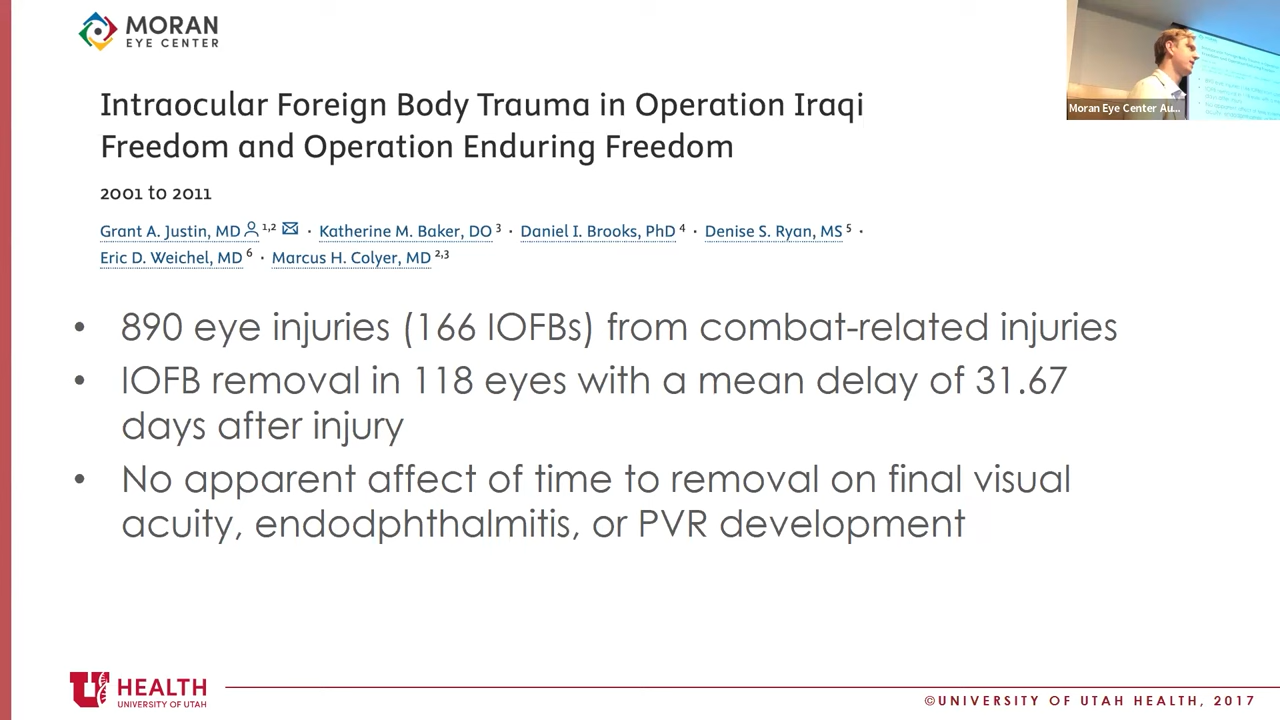 MORAN
EYE CENTER
Moran Eye Center Au...
Intraocular Foreign Body Trauma in Operation Iraqi
Freedom and Operation Enduring Freedom
2001 to 2011
Grant A. Justin, MD 1,2 · Katherine M. Baker, DO 3 · Daniel I. Brooks, PhD 4 · Denise S. Ryan, MS 5 ·
Eric D. Weichel, MD 6 · Marcus H. Colyer, MD 2,3
• 890 eye injuries (166 IOFBs) from combat-related injuries
• IOFB removal in 118 eyes with a mean delay of 31.67
days after injury
• No apparent affect of time to removal on final visual
acuity, endodphthalmitis, or PVR development
U HEALTH
UNIVERSITY OF UTAH
©UNIVERSITY OF UTAH HEALTH, 2017